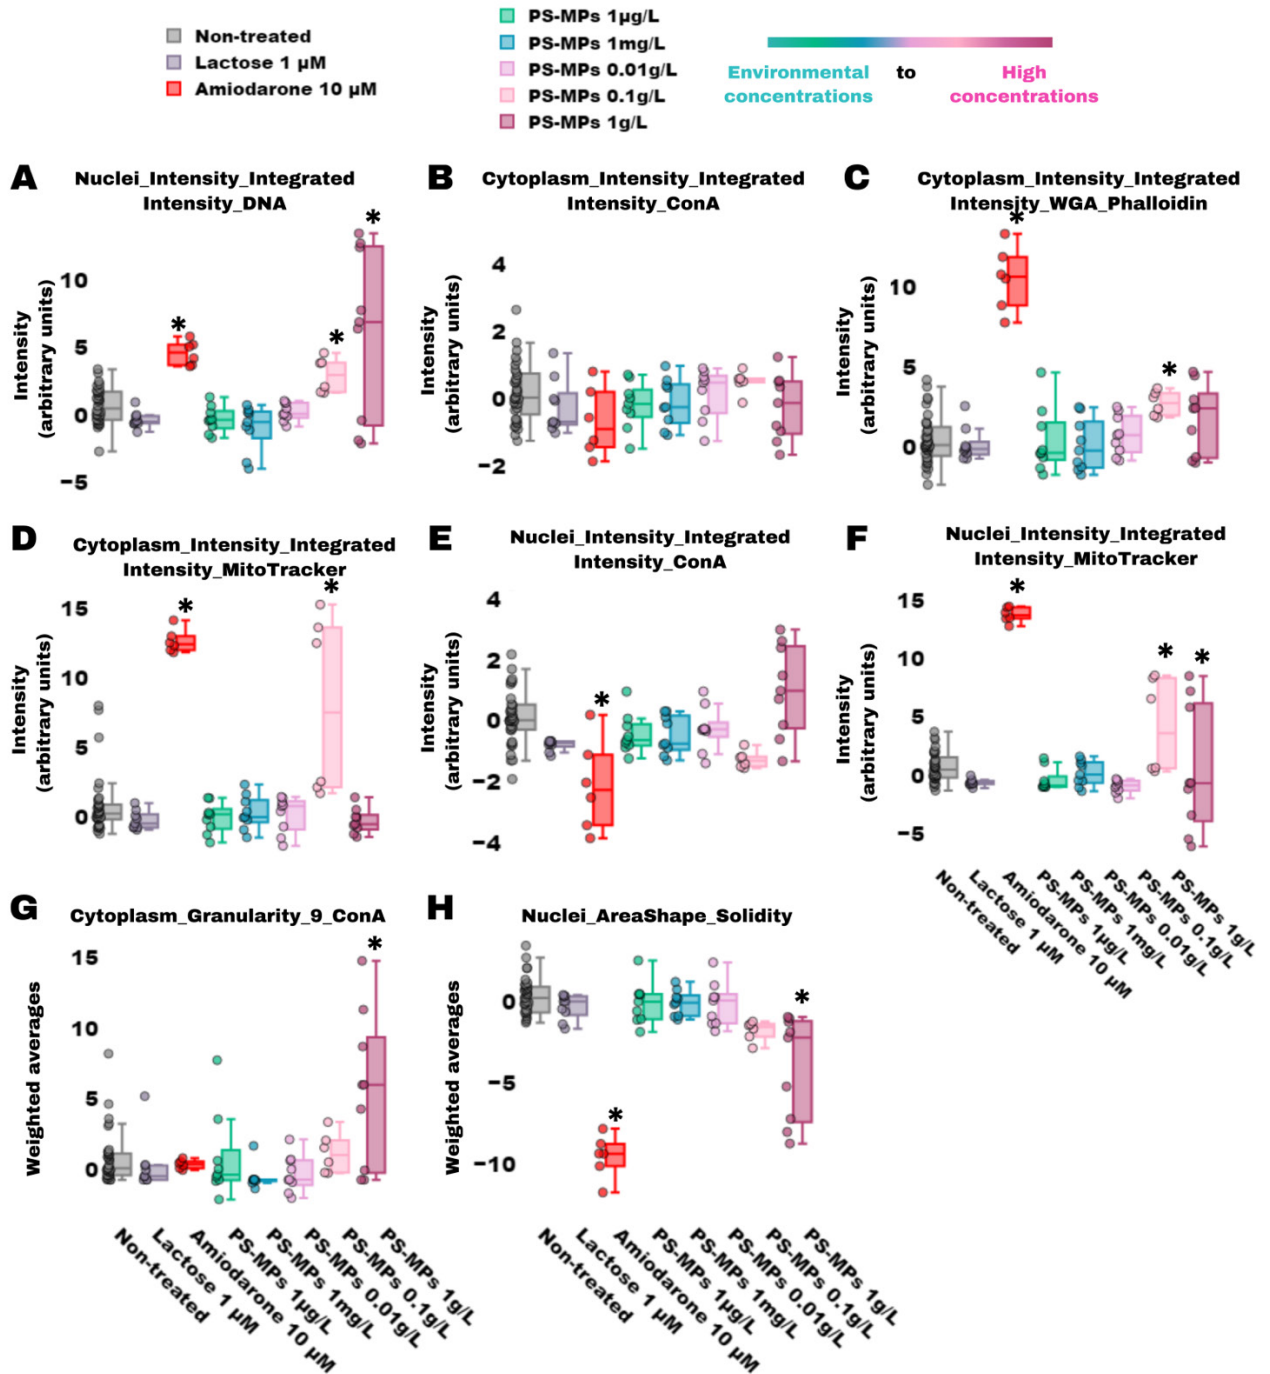 Non-treated
Lactose 1 µM
Amiodarone 10 µM
PS-MPs 1µg/L
PS-MPs 1mg/L
PS-MPs 0.01g/L
PS-MPs 0.1g/L
PS-MPs 1g/L
Environmental to High
concentrations concentrations
A
Nuclei_Intensity_Integrated
Intensity_DNA
*
*
*
Intensity
(arbitrary units)
10
5
0
−5
B
Cytoplasm_Intensity_Integrated
Intensity_ConA
Intensity
(arbitrary units)
4
2
0
−2
C
Cytoplasm_Intensity_Integrated
Intensity_WGA_Phalloidin
*
*
Intensity
(arbitrary units)
10
5
0
D
Cytoplasm_Intensity_Integrated
Intensity_MitoTracker
*
*
Intensity
(arbitrary units)
15
10
5
0
E
Nuclei_Intensity_Integrated
Intensity_ConA
*
Intensity
(arbitrary units)
4
2
0
−2
−4
F
Nuclei_Intensity_Integrated
Intensity_MitoTracker
*
*
*
Intensity
(arbitrary units)
15
10
5
0
−5
Non-treated
Lactose 1 µM
Amiodarone 10 µM
PS-MPs 1µg/L
PS-MPs 1mg/L
PS-MPs 0.01g/L
PS-MPs 0.1g/L
PS-MPs 1g/L
G
Cytoplasm_Granularity_9_ConA
*
Weighted averages
15
10
5
0
Non-treated
Lactose 1 µM
Amiodarone 10 µM
PS-MPs 1µg/L
PS-MPs 1mg/L
PS-MPs 0.01g/L
PS-MPs 0.1g/L
PS-MPs 1g/L
H
Nuclei_AreaShape_Solidity
*
*
Weighted averages
0
−5
−10
Non-treated
Lactose 1 µM
Amiodarone 10 µM
PS-MPs 1µg/L
PS-MPs 1mg/L
PS-MPs 0.01g/L
PS-MPs 0.1g/L
PS-MPs 1g/L